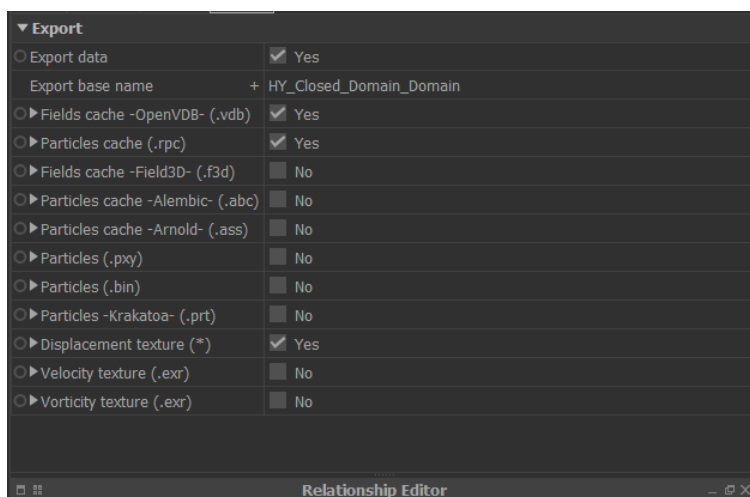 Export
Export data Yes
Export base name + HY_Closed_Domain_Domain
Fields cache -OpenVDB- (.vdb) Yes
Particles cache (.rpc) Yes
Fields cache -Field3D- (.f3d) No
Particles cache -Alembic- (.abc) No
Particles cache -Arnold- (.ass) No
Particles (.pxy) No
Particles (.bin) No
Particles -Krakatoa- (.prt) No
Displacement texture (*) Yes
Velocity texture (.exr) No
Vorticity texture (.exr) No
Relationship Editor